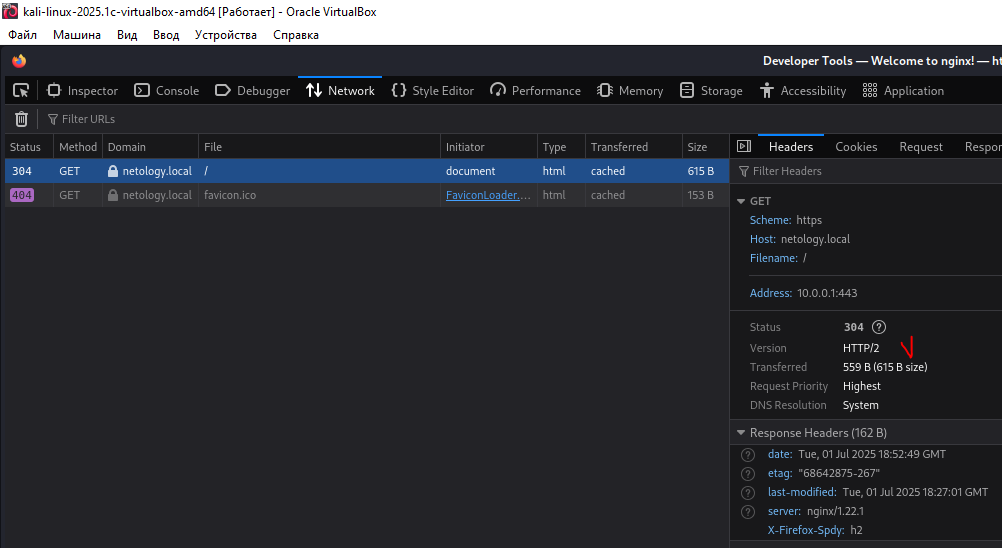 kali-linux-2025.1c-virtualbox-amd64 [Работает] - Oracle VirtualBox
Файл Машина Вид Ввод Устройства Справка
Developer Tools — Welcome to nginx! — ht
Inspector Console Debugger Network Style Editor Performance Memory Storage Accessibility Application
Filter URLs
Status Method Domain File Initiator Type Transferred Size
304 GET netology.local / document html cached 615 B
404 GET netology.local favicon.ico FaviconLoader.... html cached 153 B
Headers Cookies Request Respon
Filter Headers
GET
Scheme: https
Host: netology.local
Filename: /
Address: 10.0.0.1:443
Status 304 ?
Version HTTP/2
Transferred 559 B (615 B size)
Request Priority Highest
DNS Resolution System
Response Headers (162 B)
? date: Tue, 01 Jul 2025 18:52:49 GMT
? etag: "68642875-267"
? last-modified: Tue, 01 Jul 2025 18:27:01 GMT
? server: nginx/1.22.1
X-Firefox-Spdy: h2